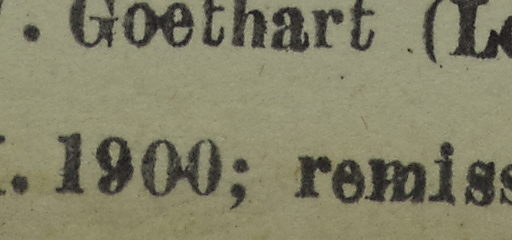 . Goethart (L
. 1900; remiss